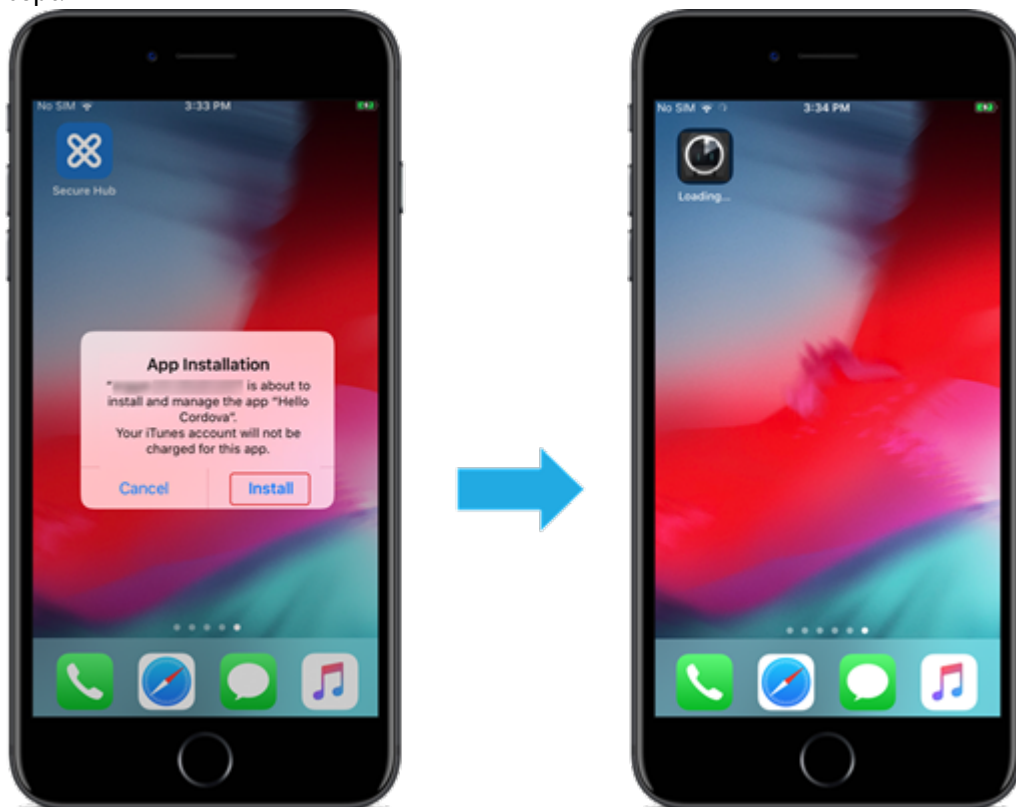 No SIM
3:33 PM
Secure Hub
App Installation
" " is about to
install and manage the app "Hello
Cordova".
Your iTunes account will not be
charged for this app.
Cancel
Install
No SIM
3:34 PM
Loading...